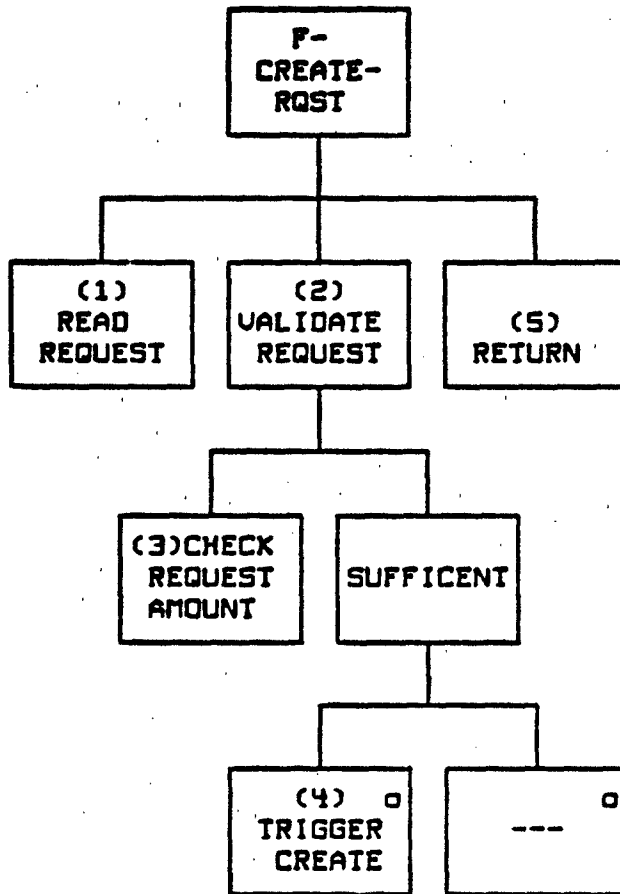 F-
CREATE-
RQST
(1)
READ
REQUEST
(2)
VALIDATE
REQUEST
(5)
RETURN
(3)CHECK
REQUEST
AMOUNT
SUFFICENT
(4) o
TRIGGER
CREATE
o
---